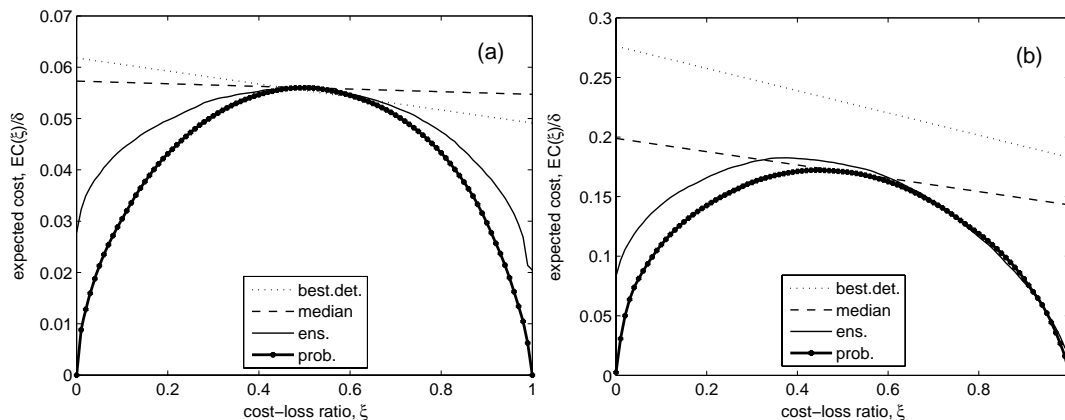 (a)
expected cost, EC(ξ)/δ
0.07
0.06
0.05
0.04
0.03
0.02
0.01
0
0 0.2 0.4 0.6 0.8 1
cost−loss ratio, ξ
best.det.
median
ens.
prob.
(b)
expected cost, EC(ξ)/δ
0.3
0.25
0.2
0.15
0.1
0.05
0
0 0.2 0.4 0.6 0.8
cost−loss ratio, ξ
best.det.
median
ens.
prob.